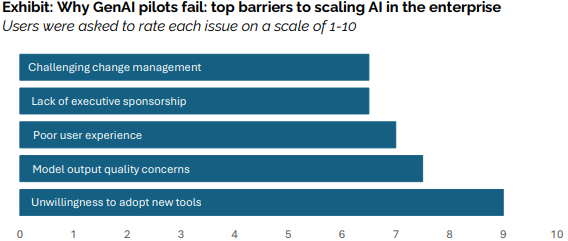 Exhibit: Why GenAI pilots fail: top barriers to scaling AI in the enterprise
Users were asked to rate each issue on a scale of 1-10
Challenging change management
Lack of executive sponsorship
Poor user experience
Model output quality concerns
Unwillingness to adopt new tools
0 1 2 3 4 5 6 7 8 9 10